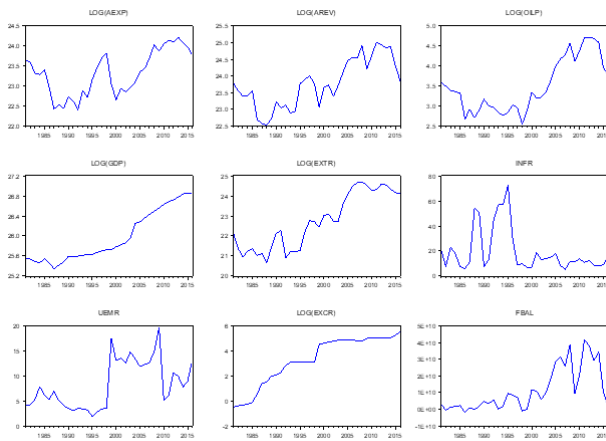 LOG(AEXP) LOG(AREV) LOG(OILP)
24.5 25.5 5.0
24.0 25.0 4.5
23.5 24.5 4.0
23.0 24.0 3.5
22.5 23.5 3.0
22.0 23.0 2.5
22.5
1985 1990 1995 2000 2005 2010 2015 1985 1990 1995 2000 2005 2010 2015 1985 1990 1995 2000 2005 2010 2015
LOG(GDP) LOG(EXTR) INFR
27.2 25 80
26.8 24 60
26.4 23 40
25.8 22 20
25.2 21 0
20
1985 1990 1995 2000 2005 2010 2015 1985 1990 1995 2000 2005 2010 2015 1985 1990 1995 2000 2005 2010 2015
UEMR LOG(EXCR) FBAL
20 6 5E+10
15 4 4E+10
10 2 3E+10
5 0 2E+10
0 -2 1E+10
0E+00
-1E+10
1985 1990 1995 2000 2005 2010 2015 1985 1990 1995 2000 2005 2010 2015 1985 1990 1995 2000 2005 2010 2015